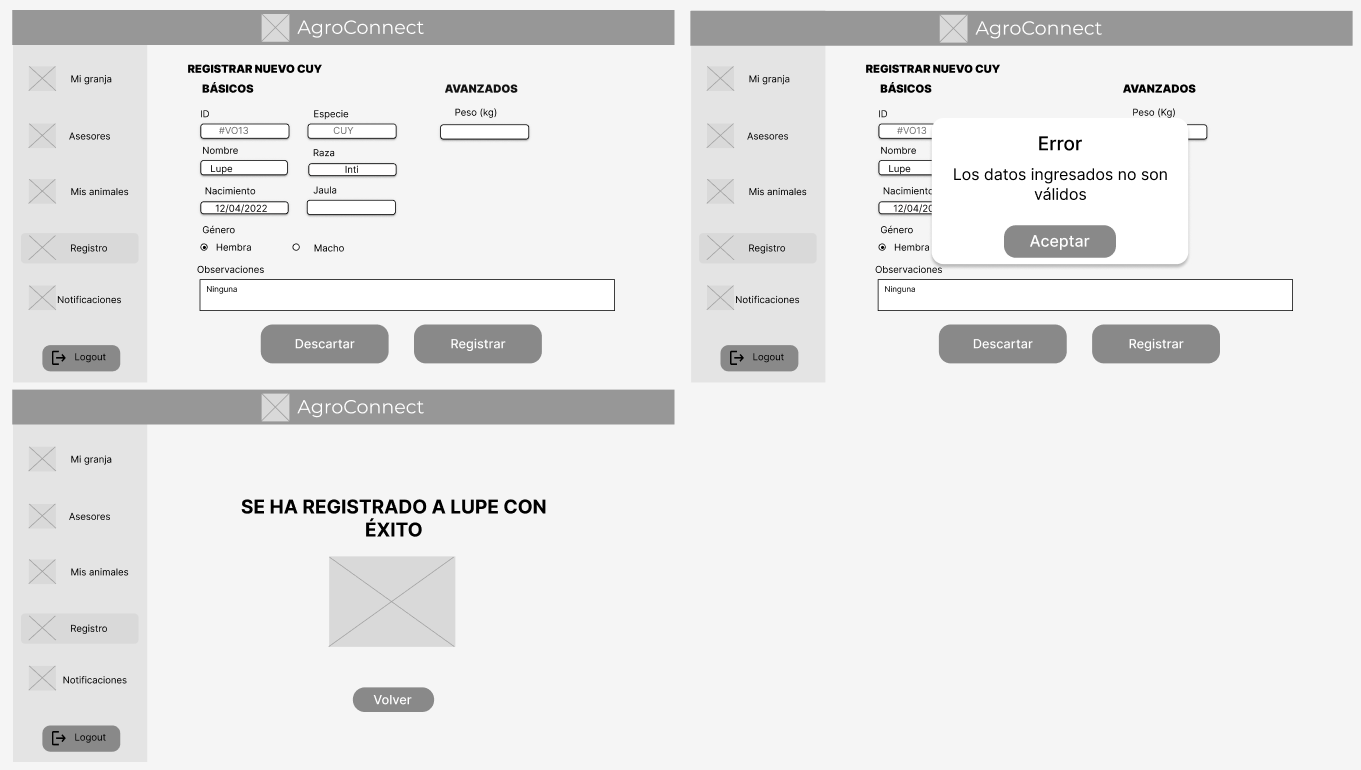 AgroConnect
Mi granja
Asesores
Mis animales
Registro
Notificaciones
Logout
REGISTRAR NUEVO CUY
BÁSICOS
AVANZADOS
ID
Especie
Peso (kg)
#VO13
CUY
Nombre
Raza
Lupe
Inti
Nacimiento
Jaula
12/04/2022
Género
Hembra
Macho
Observaciones
Ninguna
Descartar
Registrar
AgroConnect
Mi granja
Asesores
Mis animales
Registro
Notificaciones
Logout
REGISTRAR NUEVO CUY
BÁSICOS
AVANZADOS
ID
Peso (Kg)
#VO13
Nombre
Lupe
Nacimiento
12/04/20
Género
Hembra
Error
Los datos ingresados no son
válidos
Aceptar
Observaciones
Ninguna
Descartar
Registrar
AgroConnect
Mi granja
Asesores
Mis animales
Registro
Notificaciones
Logout
SE HA REGISTRADO A LUPE CON
ÉXITO
Volver